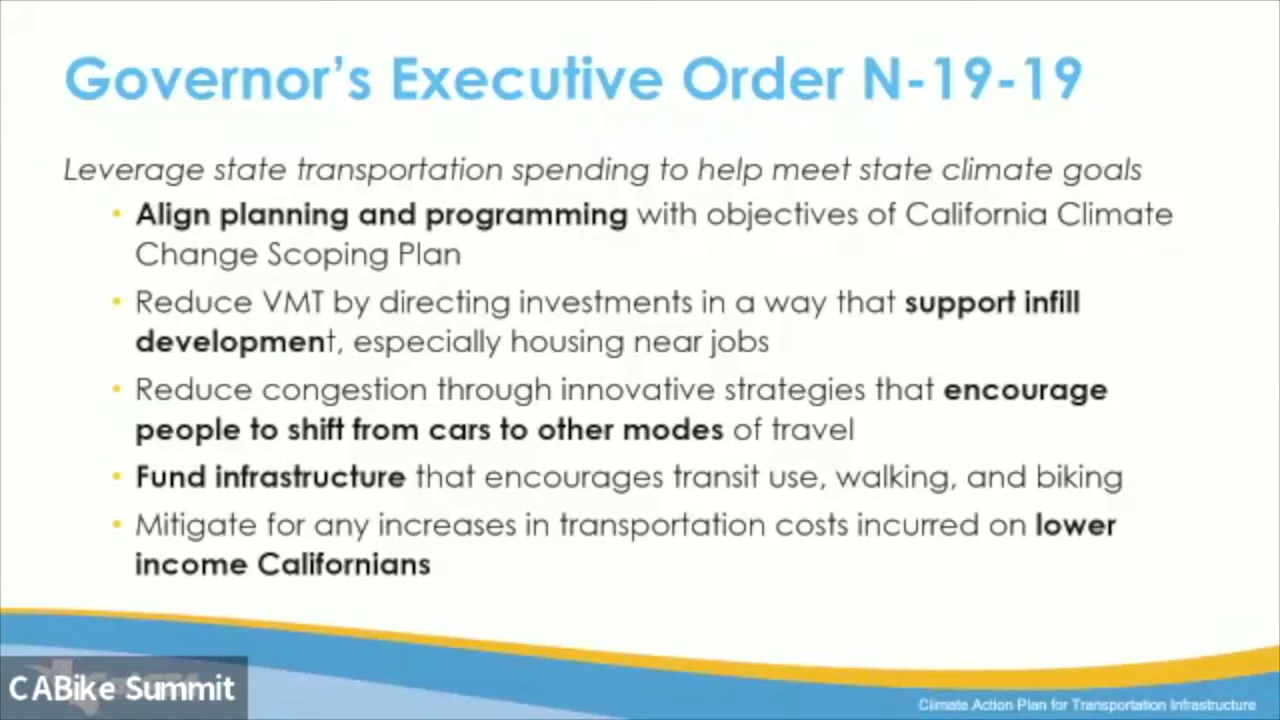 Governor's Executive Order N-19-19
Leverage state transportation spending to help meet state climate goals
• Align planning and programming with objectives of California Climate
Change Scoping Plan
• Reduce VMT by directing investments in a way that support infill
development, especially housing near jobs
• Reduce congestion through innovative strategies that encourage
people to shift from cars to other modes of travel
• Fund infrastructure that encourages transit use, walking, and biking
• Mitigate for any increases in transportation costs incurred on lower
income Californians
CABike Summit
Climate Action Plan for Transportation Infrastructure